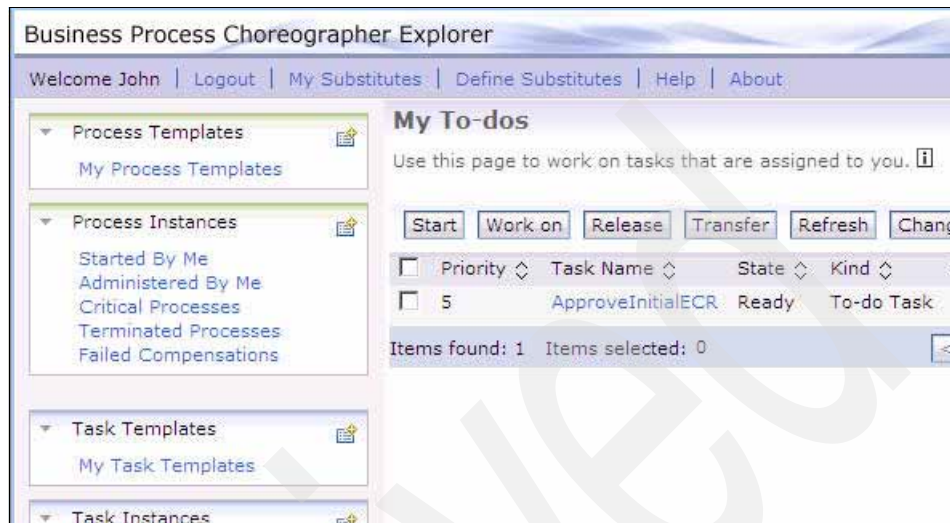 Business Process Choreographer Explorer
Welcome John | Logout | My Substitutes | Define Substitutes | Help | About
Process Templates
My Process Templates
Process Instances
Started By Me
Administered By Me
Critical Processes
Terminated Processes
Failed Compensations
Task Templates
My Task Templates
Task Instances
My To-dos
Use this page to work on tasks that are assigned to you.
Start Work on Release Transfer Refresh Chang
Priority Task Name State Kind
5 ApproveInitialECR Ready To-do Task
Items found: 1 Items selected: 0